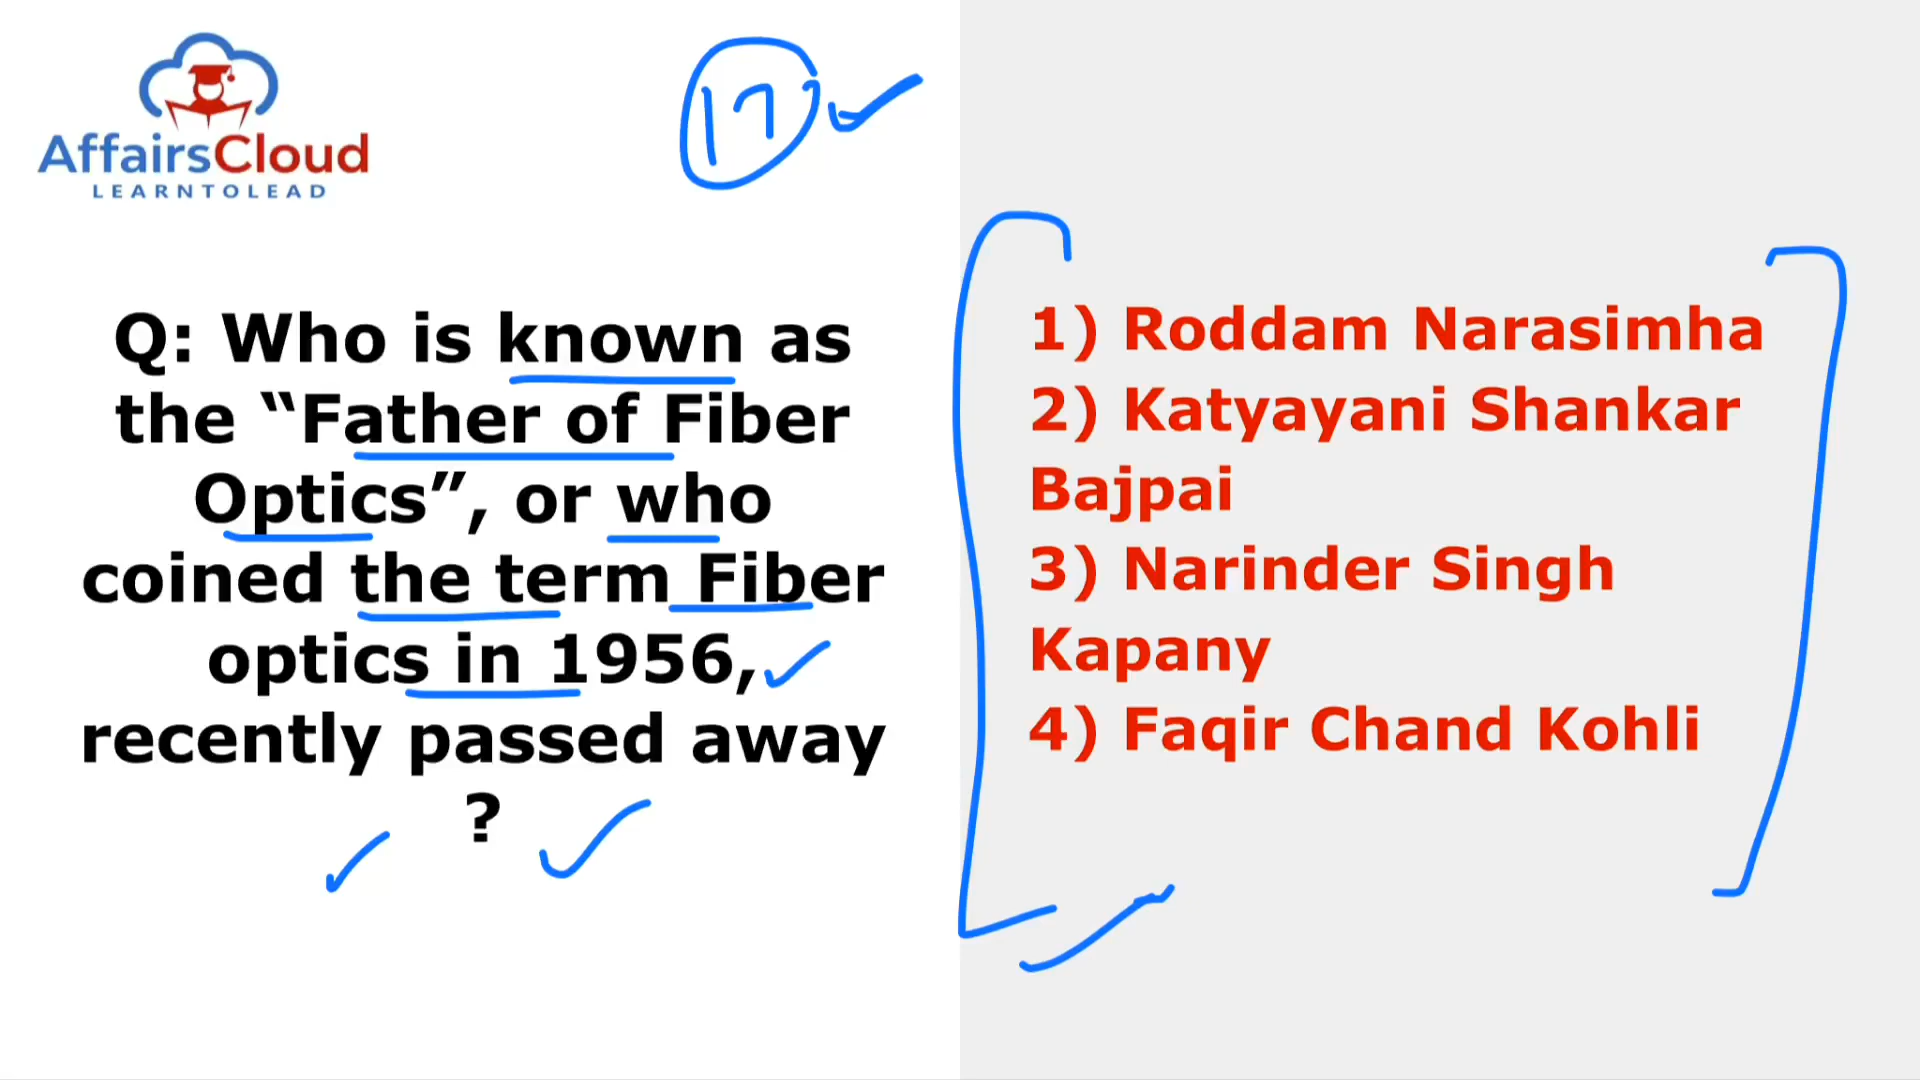 AffairsCloud
LEARNTOLEAD
17
Q: Who is known as
the “Father of Fiber
Optics”, or who
coined the term Fiber
optics in 1956,
recently passed away
?
1) Roddam Narasimha
2) Katyayani Shankar
Bajpai
3) Narinder Singh
Kapany
4) Faqir Chand Kohli